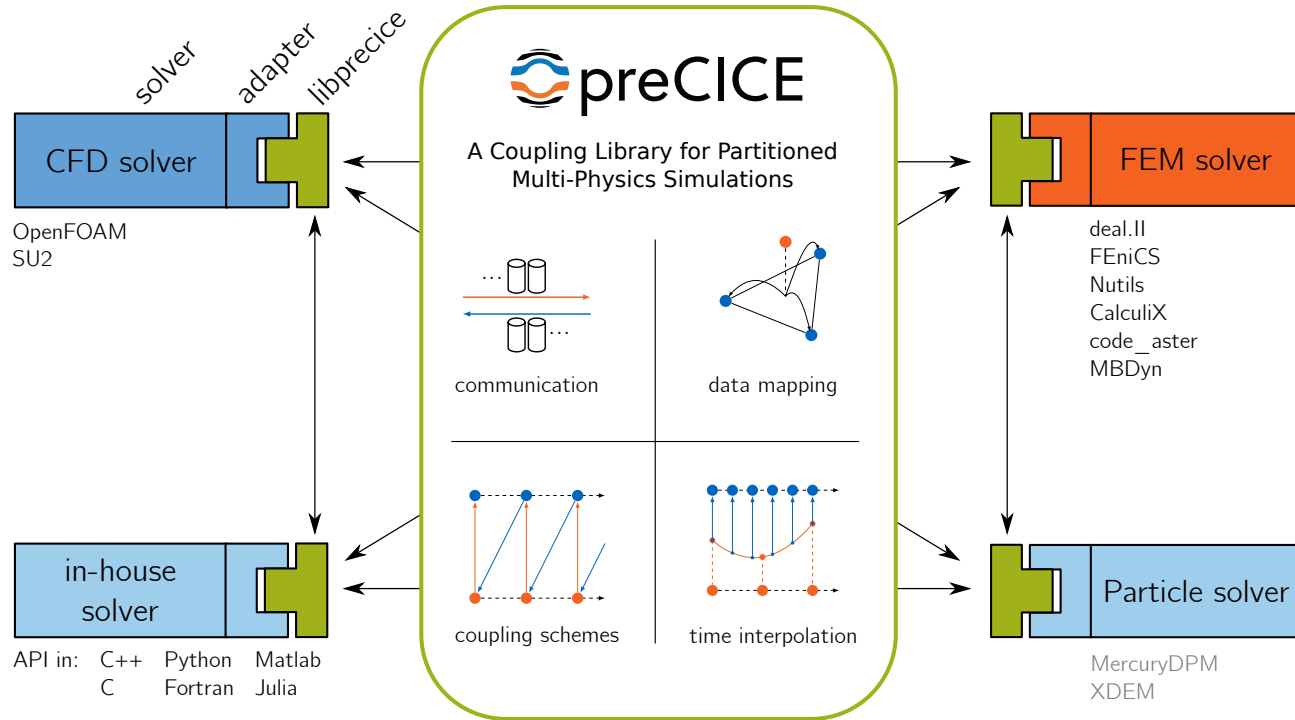 solver
adapter
libprecice
CFD solver
OpenFOAM
SU2
preCICE
A Coupling Library for Partitioned
Multi-Physics Simulations
...
...
communication
data mapping
coupling schemes
time interpolation
FEM solver
deal.II
FEniCS
Nutils
CalculiX
code_aster
MBDyn
in-house
solver
API in: C++ Python Matlab
C Fortran Julia
Particle solver
MercuryDPM
XDEM